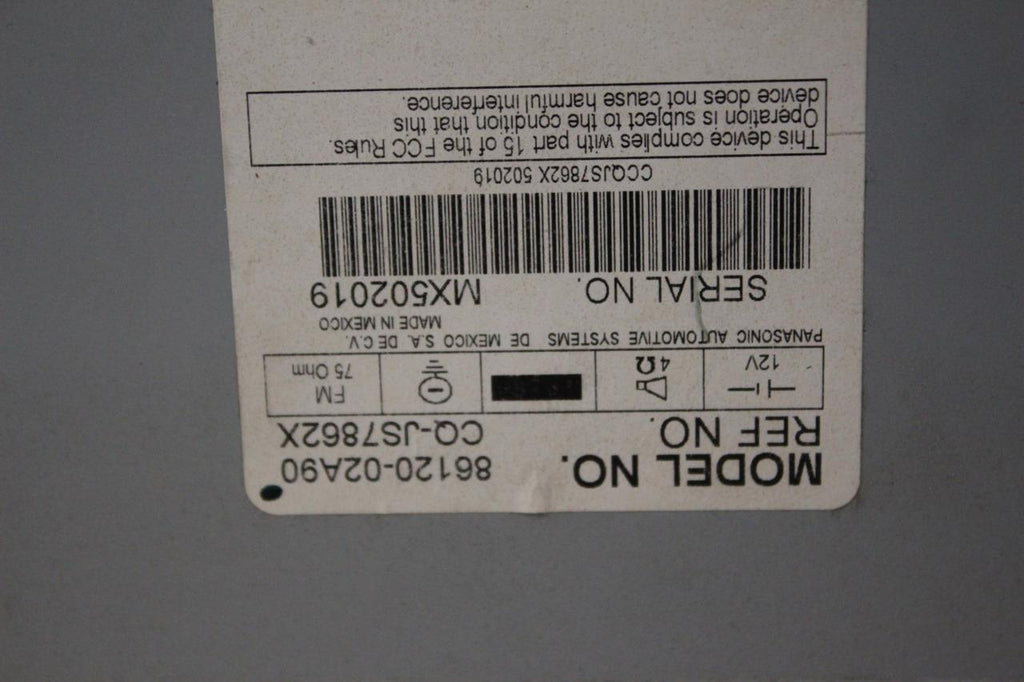 MODEL NO. 86120-02A90
REF NO. CQ-JS7862X
12V 4Ω FM 75 Ohm
PANASONIC AUTOMOTIVE SYSTEMS DE MEXICO S.A. DE C.V.
MADE IN MEXICO
SERIAL NO. MX502019
CCQJS7862X 502019
This device complies with part 15 of the FCC Rules.
Operation is subject to the condition that this
device does not cause harmful interference.